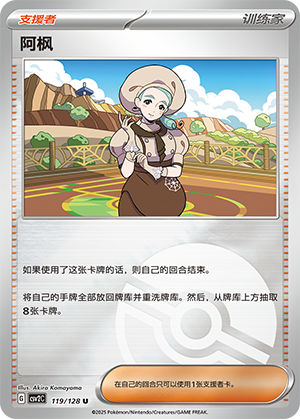 支援者
训练家
阿枫
如果使用了这张卡牌的话，则自己的回合结束。
将自己的手牌全部放回牌库并重洗牌库。然后，从牌库上方抽取
8张卡牌。
Illus. Akira Komayama
G CSV2C 119/128 U
在自己的回合只可以使用1张支援者卡。
©2025 Pokémon/Nintendo/Creatures/GAME FREAK.